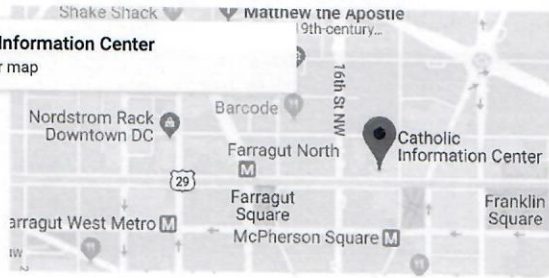 Shake Shack
Matthew the Apostle
19th-century...
Information Center
r map
16th St NW
Barcode
Nordstrom Rack
Downtown DC
Farragut North
M
Catholic
Information Center
29
Farragut
Square
Franklin
Square
arragut West Metro M
McPherson Square M